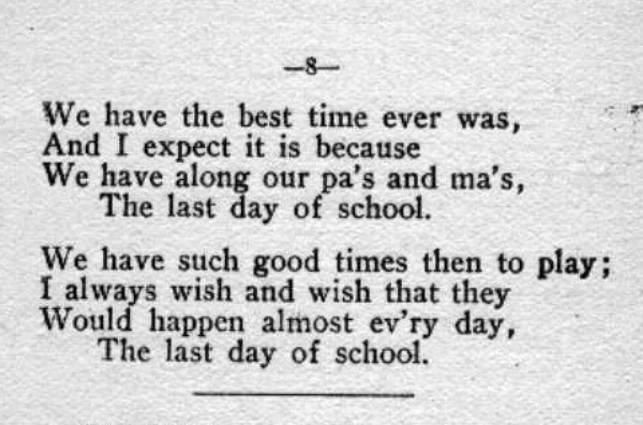 —8—
We have the best time ever was,
And I expect it is because
We have along our pa's and ma's,
The last day of school.
We have such good times then to play;
I always wish and wish that they
Would happen almost ev'ry day,
The last day of school.